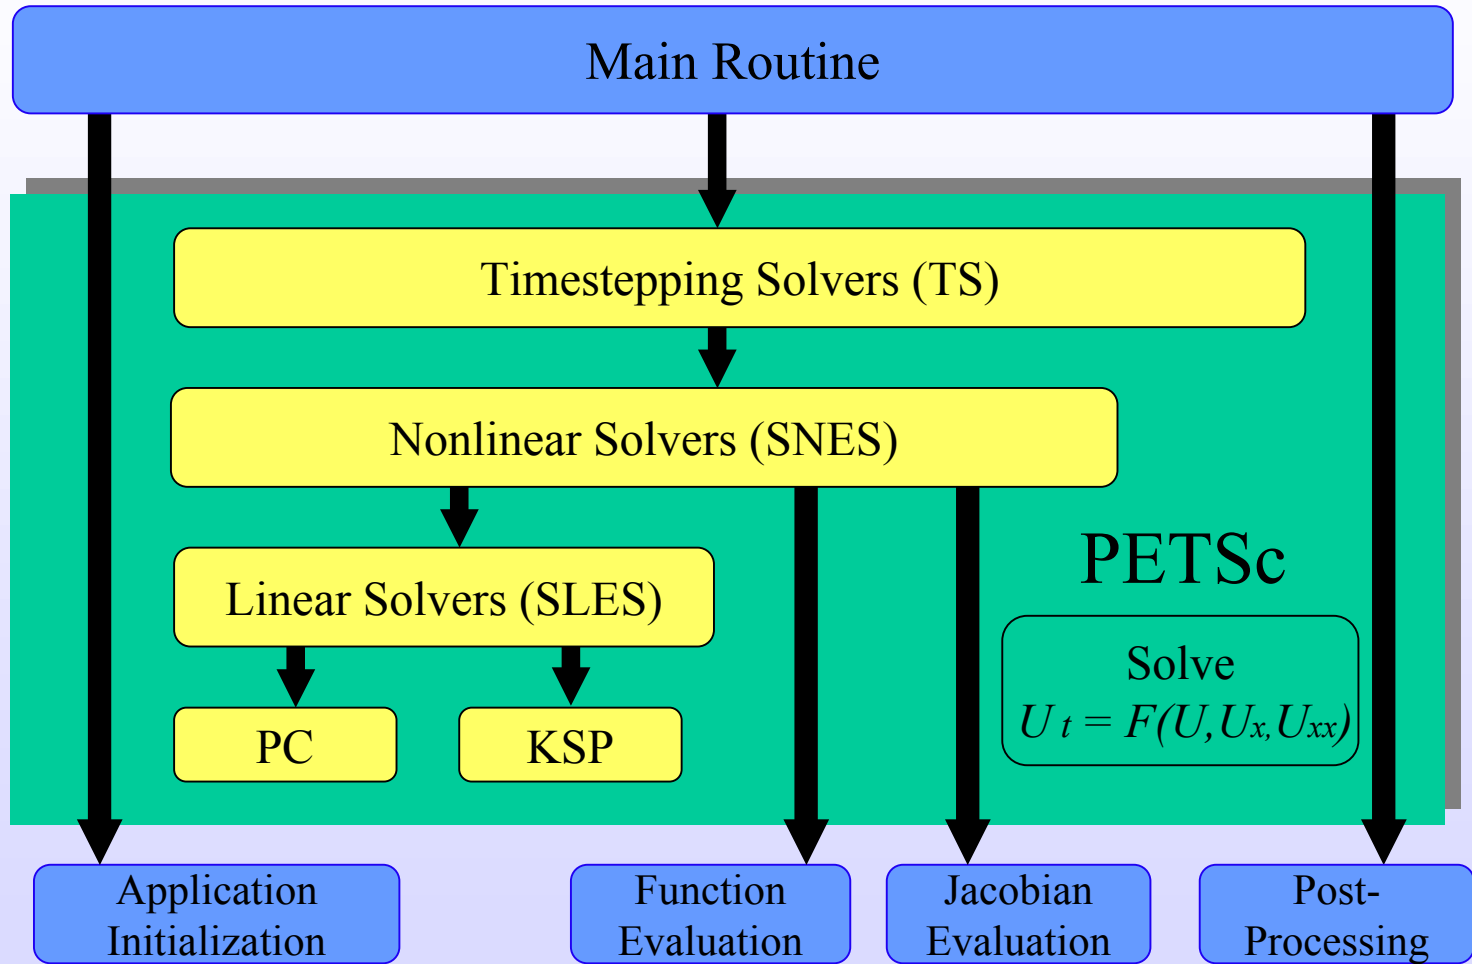 Main Routine
Timestepping Solvers (TS)
Nonlinear Solvers (SNES)
Linear Solvers (SLES)
PC
KSP
PETSc
Solve
U t = F(U,Ux,Uxx)
Application
Initialization
Function
Evaluation
Jacobian
Evaluation
Post-
Processing